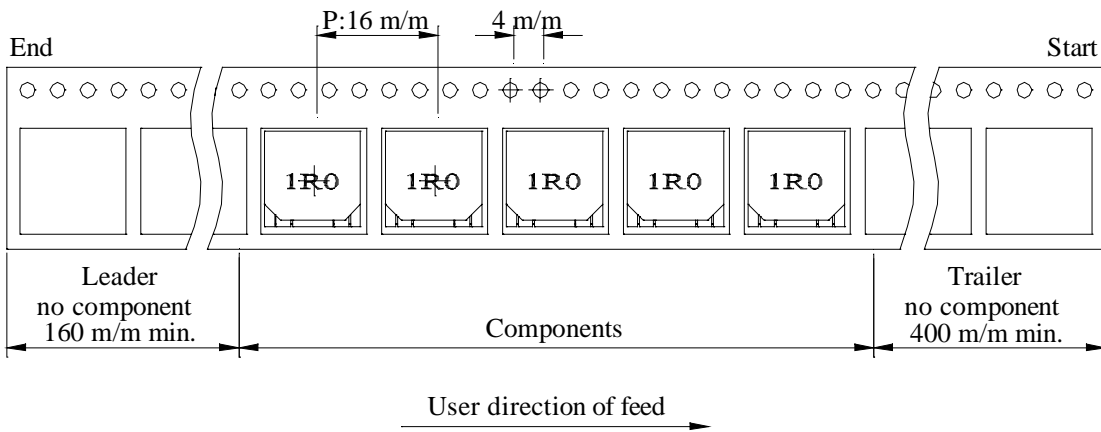 P:16 m/m
4 m/m
End
Start
1R0
1R0
1R0
1R0
1R0
Leader
no component
160 m/m min.
Components
Trailer
no component
400 m/m min.
User direction of feed